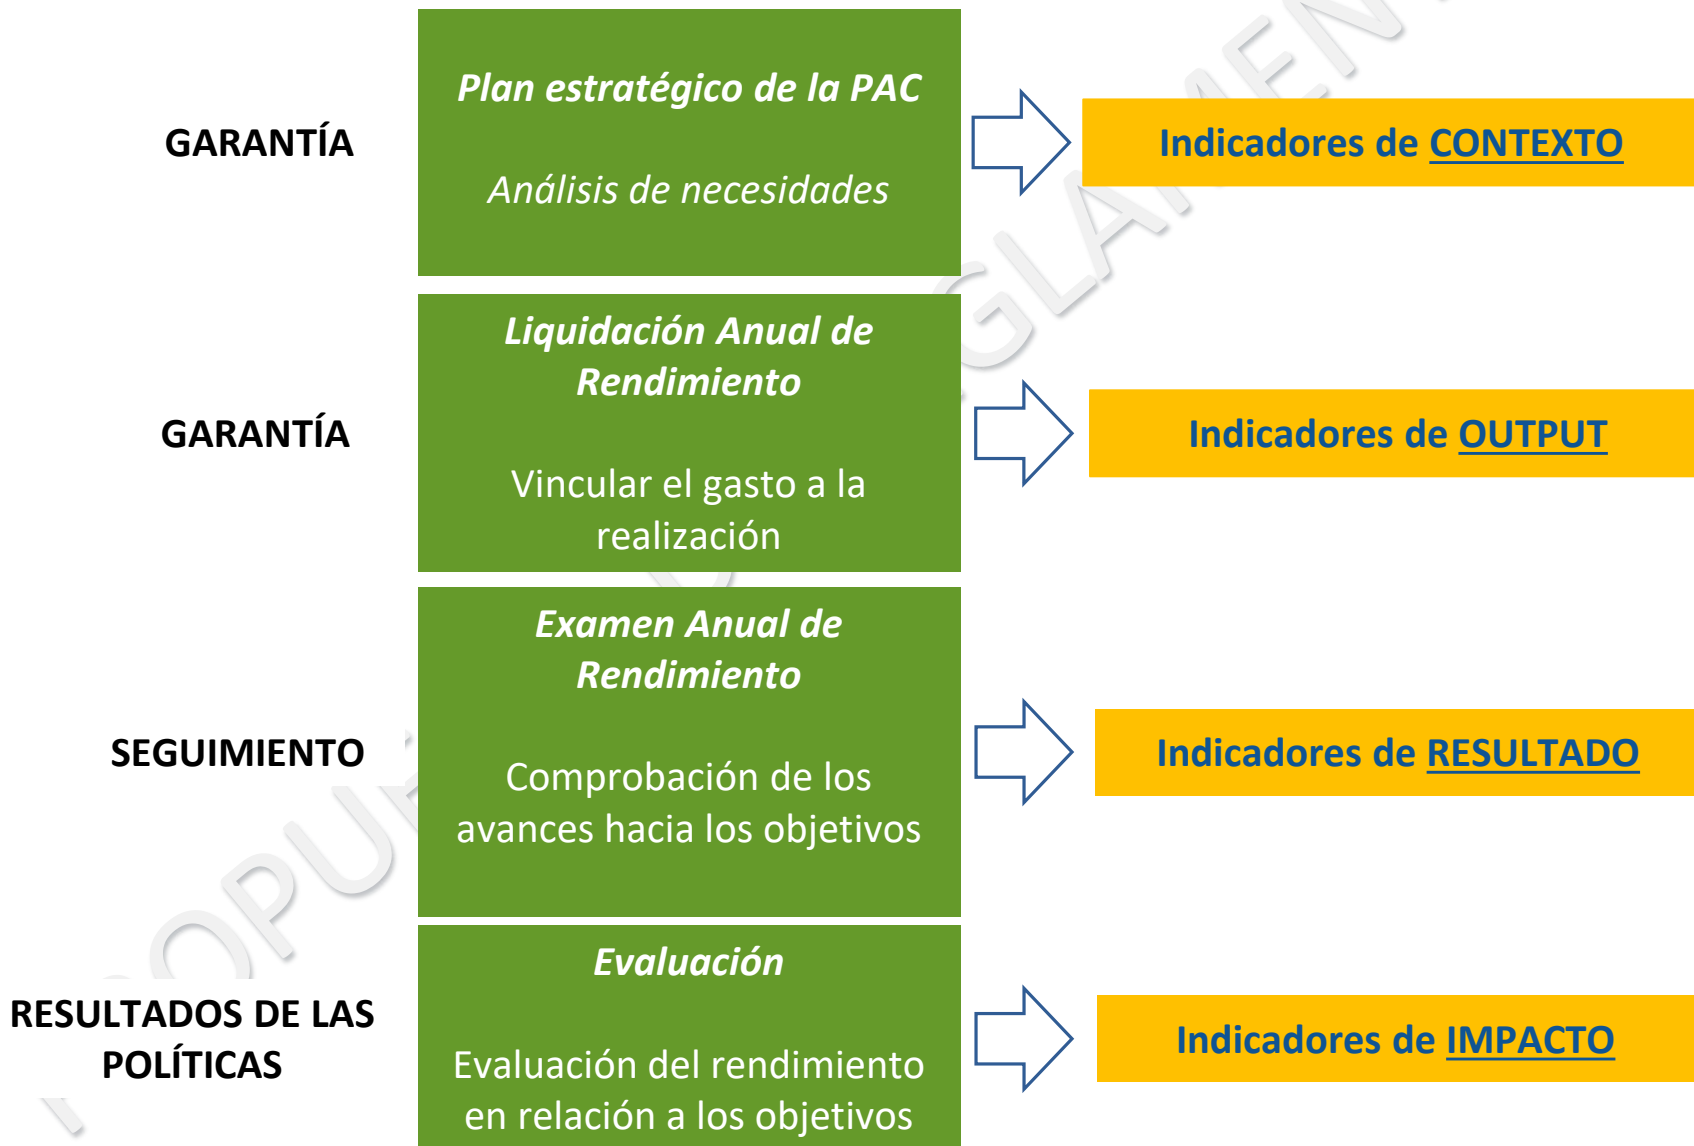 GARANTÍA
Plan estratégico de la PAC
Análisis de necesidades
Indicadores de CONTEXTO
GARANTÍA
Liquidación Anual de
Rendimiento
Vincular el gasto a la
realización
Indicadores de OUTPUT
SEGUIMIENTO
Examen Anual de
Rendimiento
Comprobación de los
avances hacia los objetivos
Indicadores de RESULTADO
RESULTADOS DE LAS
POLÍTICAS
Evaluación
Evaluación del rendimiento
en relación a los objetivos
Indicadores de IMPACTO